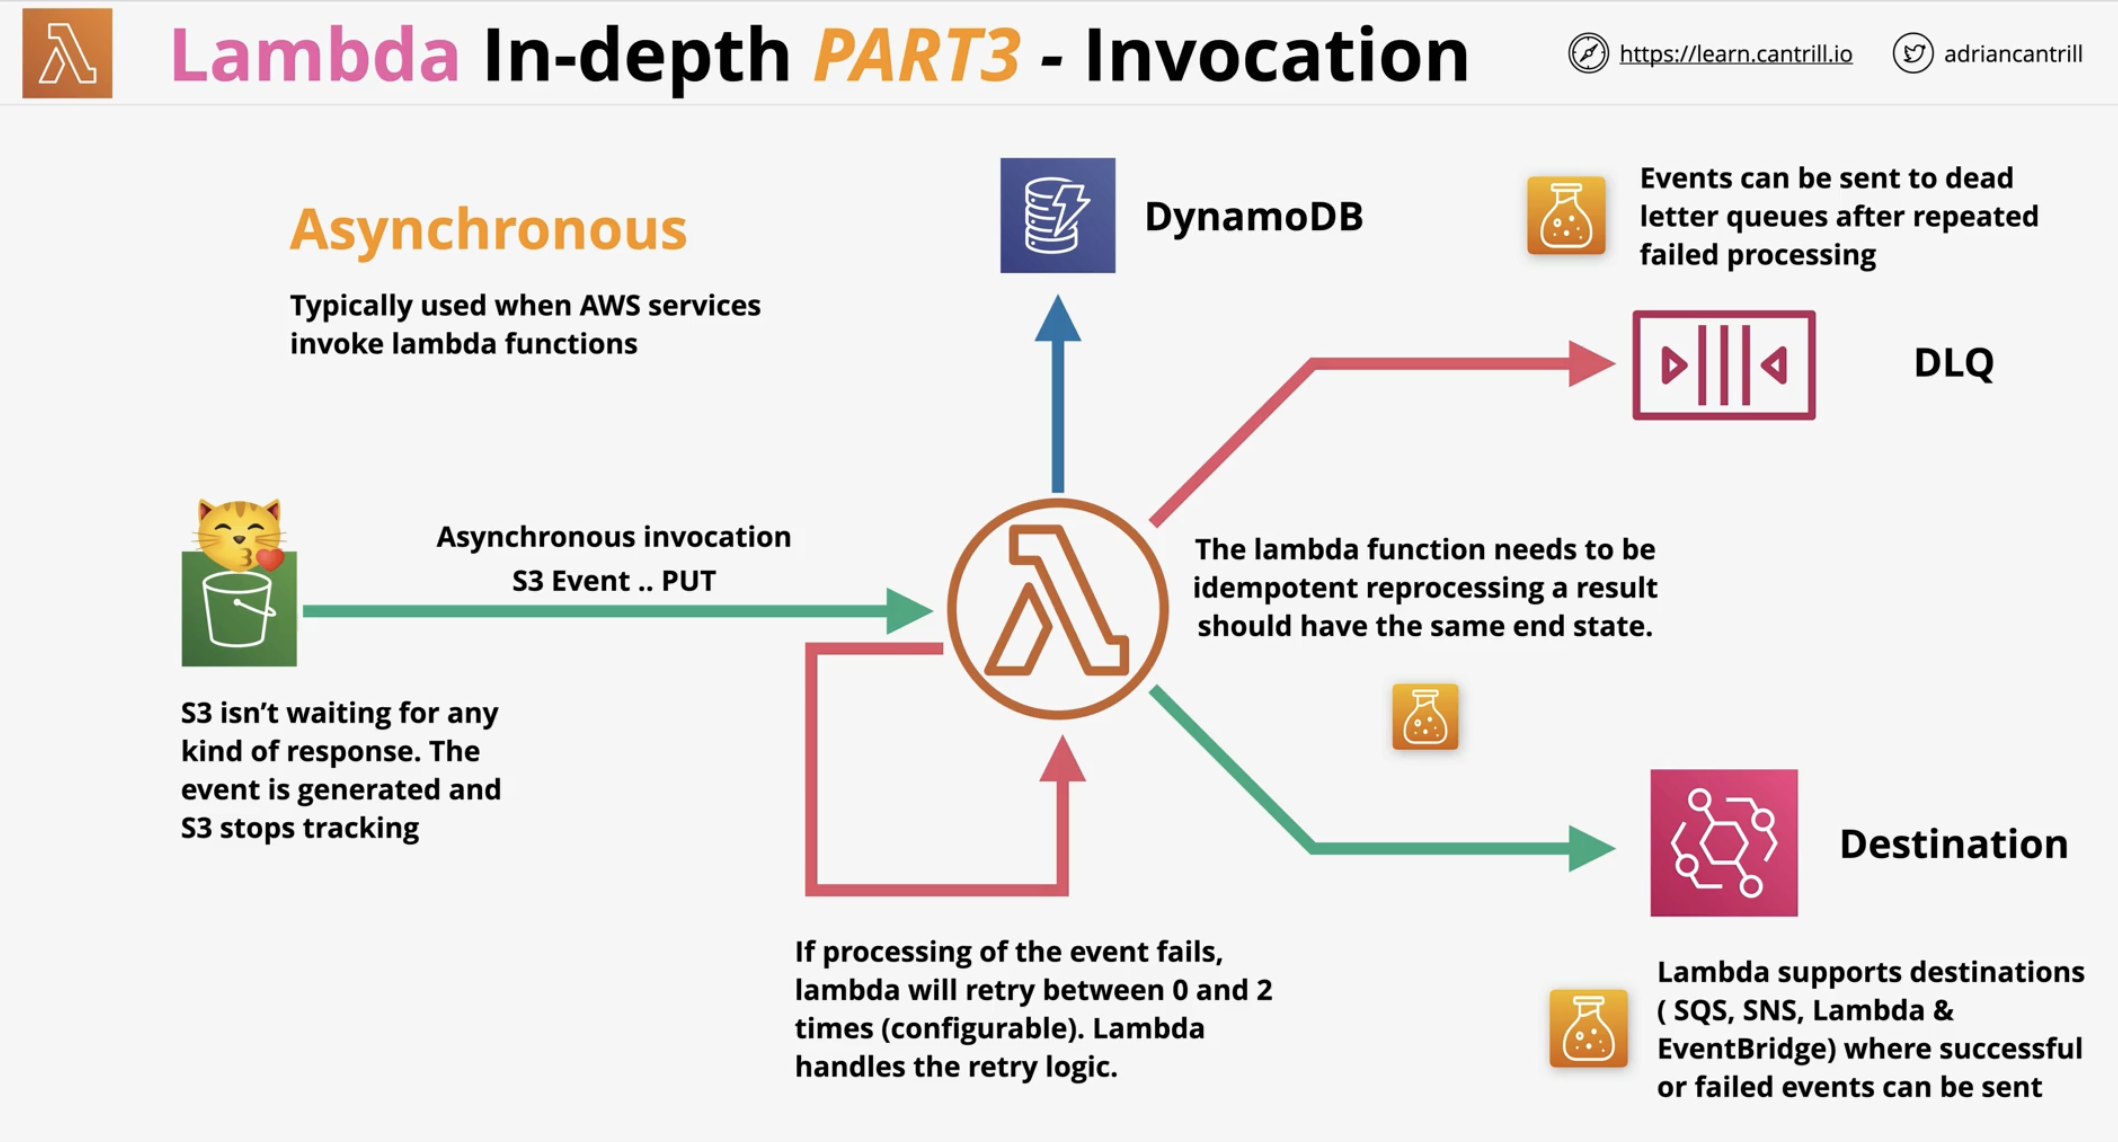 Lambda In-depth PART3 - Invocation
https://learn.cantrill.io
adriancantrill
Asynchronous
Typically used when AWS services
invoke lambda functions
DynamoDB
Events can be sent to dead
letter queues after repeated
failed processing
DLQ
Asynchronous invocation
S3 Event .. PUT
The lambda function needs to be
idempotent reprocessing a result
should have the same end state.
S3 isn't waiting for any
kind of response. The
event is generated and
S3 stops tracking
Destination
If processing of the event fails,
lambda will retry between 0 and 2
times (configurable). Lambda
handles the retry logic.
Lambda supports destinations
( SQS, SNS, Lambda &
EventBridge) where successful
or failed events can be sent